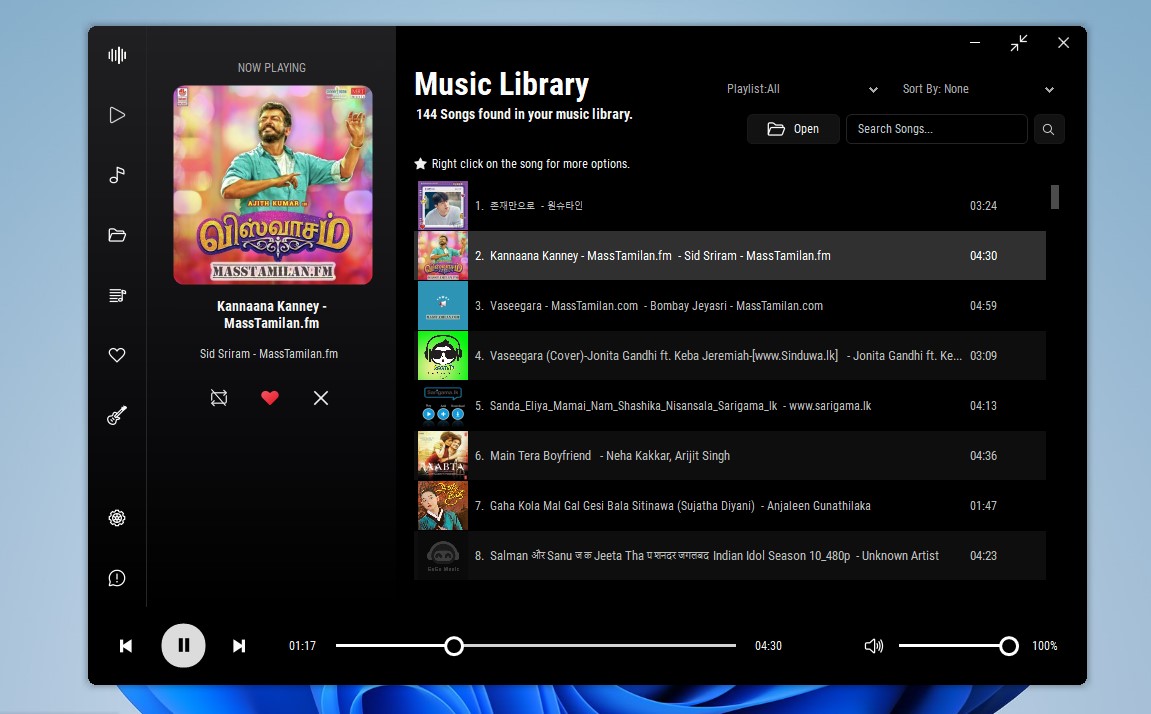 NOW PLAYING
AJITH KUMAR
விஸ்வாசம்
MASSTAMILAN.FM
Kannaana Kanney -
MassTamilan.fm
Sid Sriram - MassTamilan.fm
Music Library
144 Songs found in your music library.
Playlist:All
Sort By: None
Open
Search Songs...
Right click on the song for more options.
1. 존재만으로 - 원슈타인 03:24
2. Kannaana Kanney - MassTamilan.fm - Sid Sriram - MassTamilan.fm 04:30
3. Vaseegara - MassTamilan.com - Bombay Jeyasri - MassTamilan.com 04:59
4. Vaseegara (Cover)-Jonita Gandhi ft. Keba Jeremiah-[www.Sinduwa.lk] - Jonita Gandhi ft. Ke... 03:09
Sarigama.lk
5. Sanda_Eliya_Mamai_Nam_Shashika_Nisansala_Sarigama_lk - www.sarigama.lk 04:13
RAABTA
6. Main Tera Boyfriend - Neha Kakkar, Arijit Singh 04:36
7. Gaha Kola Mal Gal Gesi Bala Sitinawa (Sujatha Diyani) - Anjaleen Gunathilaka 01:47
GoGo Music
8. Salman और Sanu ज क Jeeta Tha Indian Idol Season 10_480p - Unknown Artist 04:23
01:17
04:30
100%